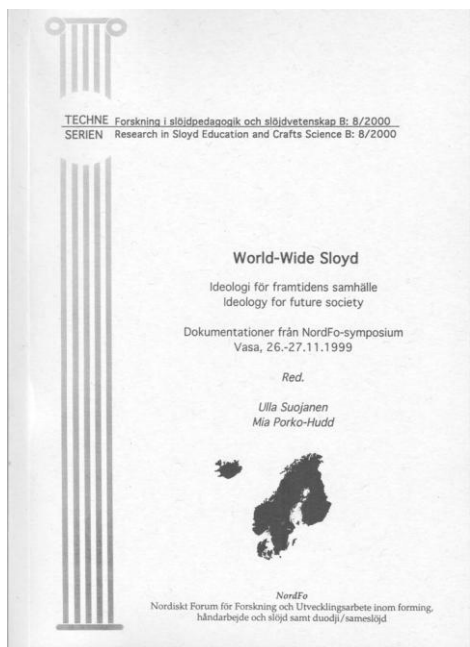 TECHNE Forskning i slöjdpedagogik och slöjdvetenskap B: 8/2000
SERIEN Research in Sloyd Education and Crafts Science B: 8/2000
World-Wide Sloyd
Ideologi för framtidens samhälle
Ideology for future society
Dokumentationer från NordFo-symposium
Vasa, 26.-27.11.1999
Red.
Ulla Suojanen
Mia Porko-Hudd
NordFo
Nordiskt Forum för Forskning och Utvecklingsarbete inom forming,
håndarbejde och slöjd samt duodji/sameslöjd